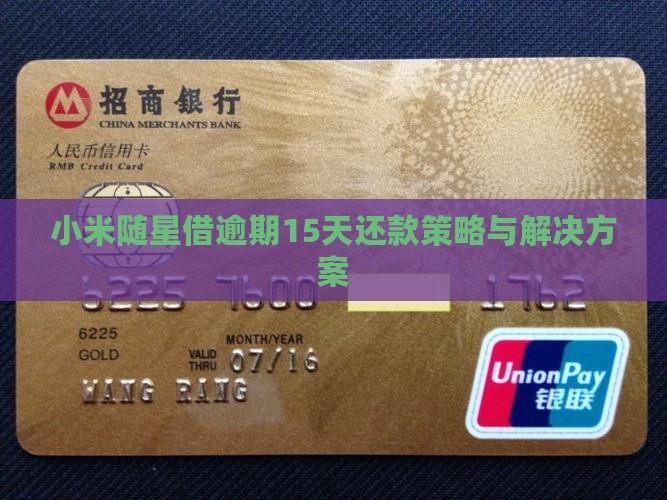 招商银行
CHINA MERCHANTS BANK
人民币信用卡
RMB Credit Card
小米随星借逾期15天还款策略与解决方
案
6225 7600 1762
6225
GOLD
VALID THRU
MONTH/YEAR
07/16
WANG RANG
UnionPay
银联